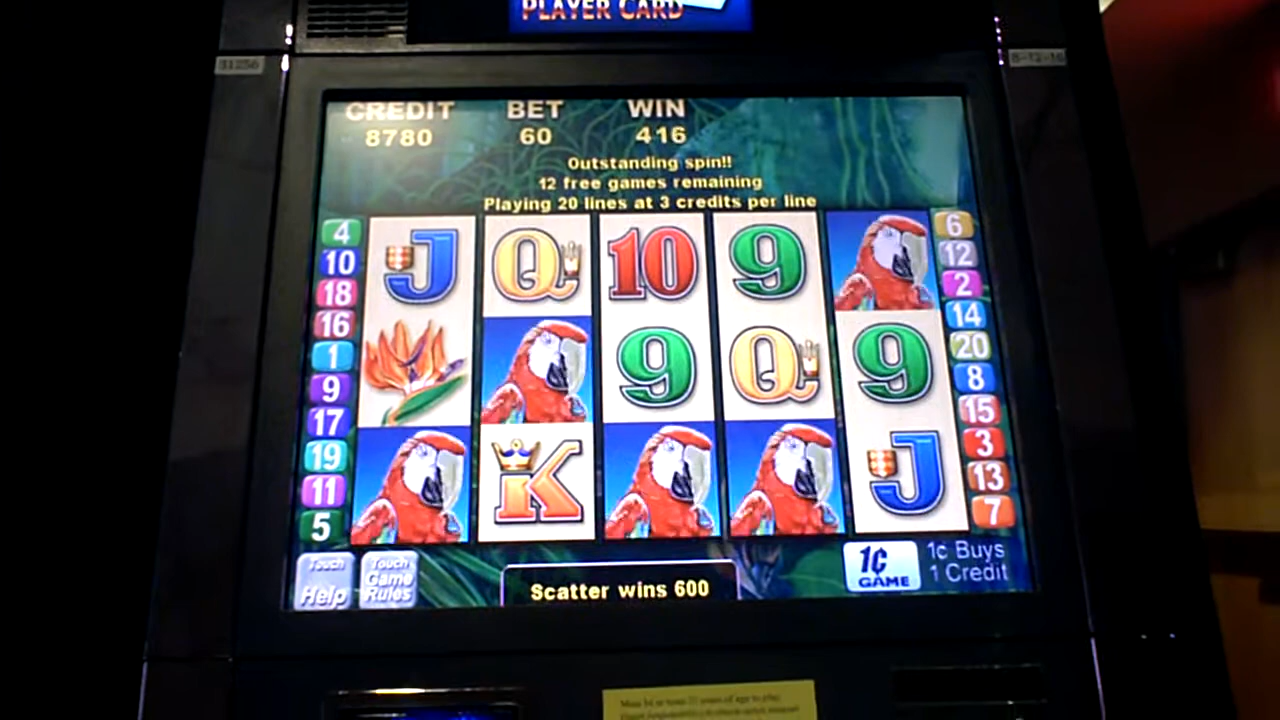 PLAYER CARD
31256
CREDIT BET WIN
8780 60 416
Outstanding spin!!
12 free games remaining
Playing 20 lines at 3 credits per line
4 J Q 10 9 6
10 12
18 2
16 14
1 9 Q 9 20
9 8
17 15
19 K J 3
11 13
5 7
Touch
Help
Touch
Game
Rules
Scatter wins 600
1¢
GAME
1c Buys
1 Credit